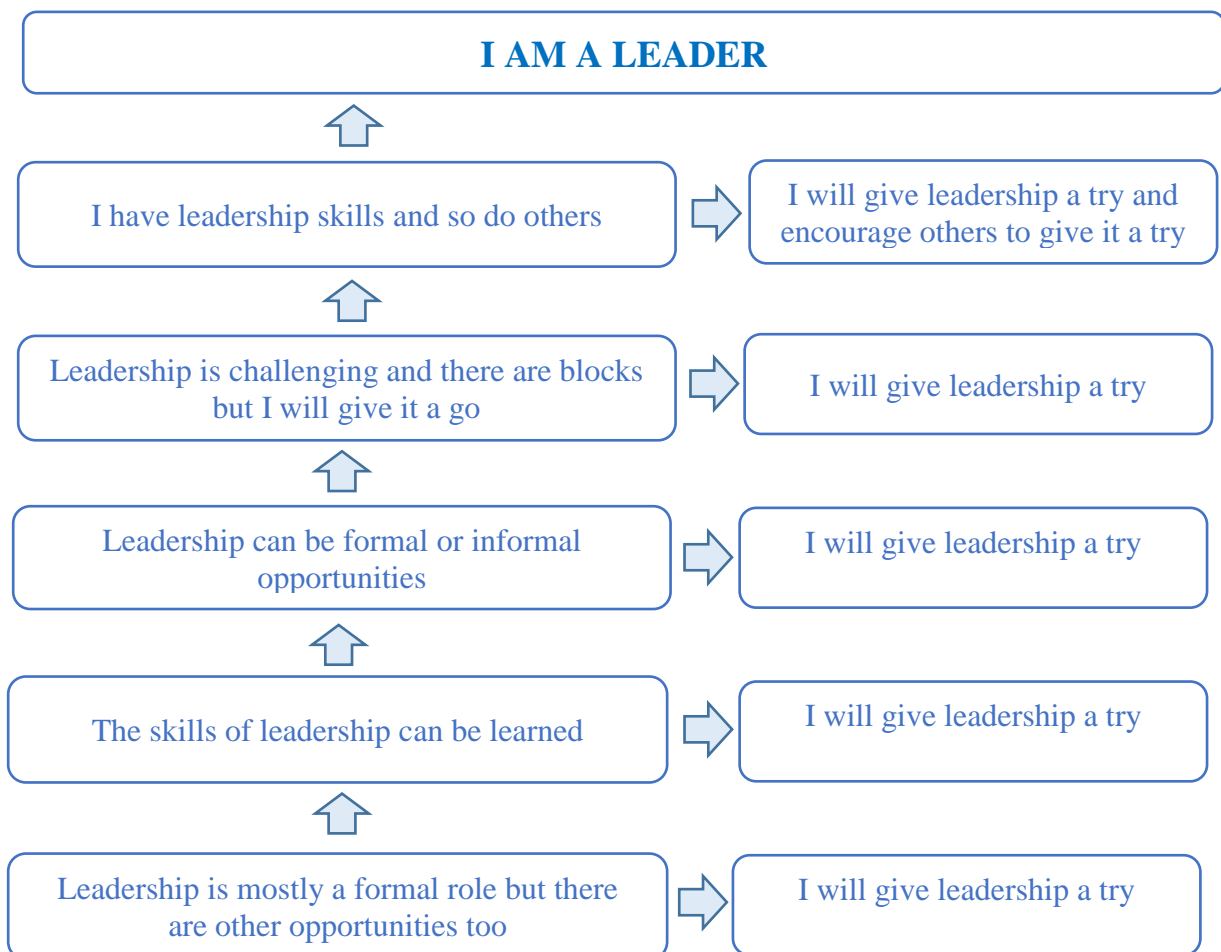 I AM A LEADER
I have leadership skills and so do others
I will give leadership a try and
encourage others to give it a try
Leadership is challenging and there are blocks
but I will give it a go
I will give leadership a try
Leadership can be formal or informal
opportunities
I will give leadership a try
The skills of leadership can be learned
I will give leadership a try
Leadership is mostly a formal role but there
are other opportunities too
I will give leadership a try